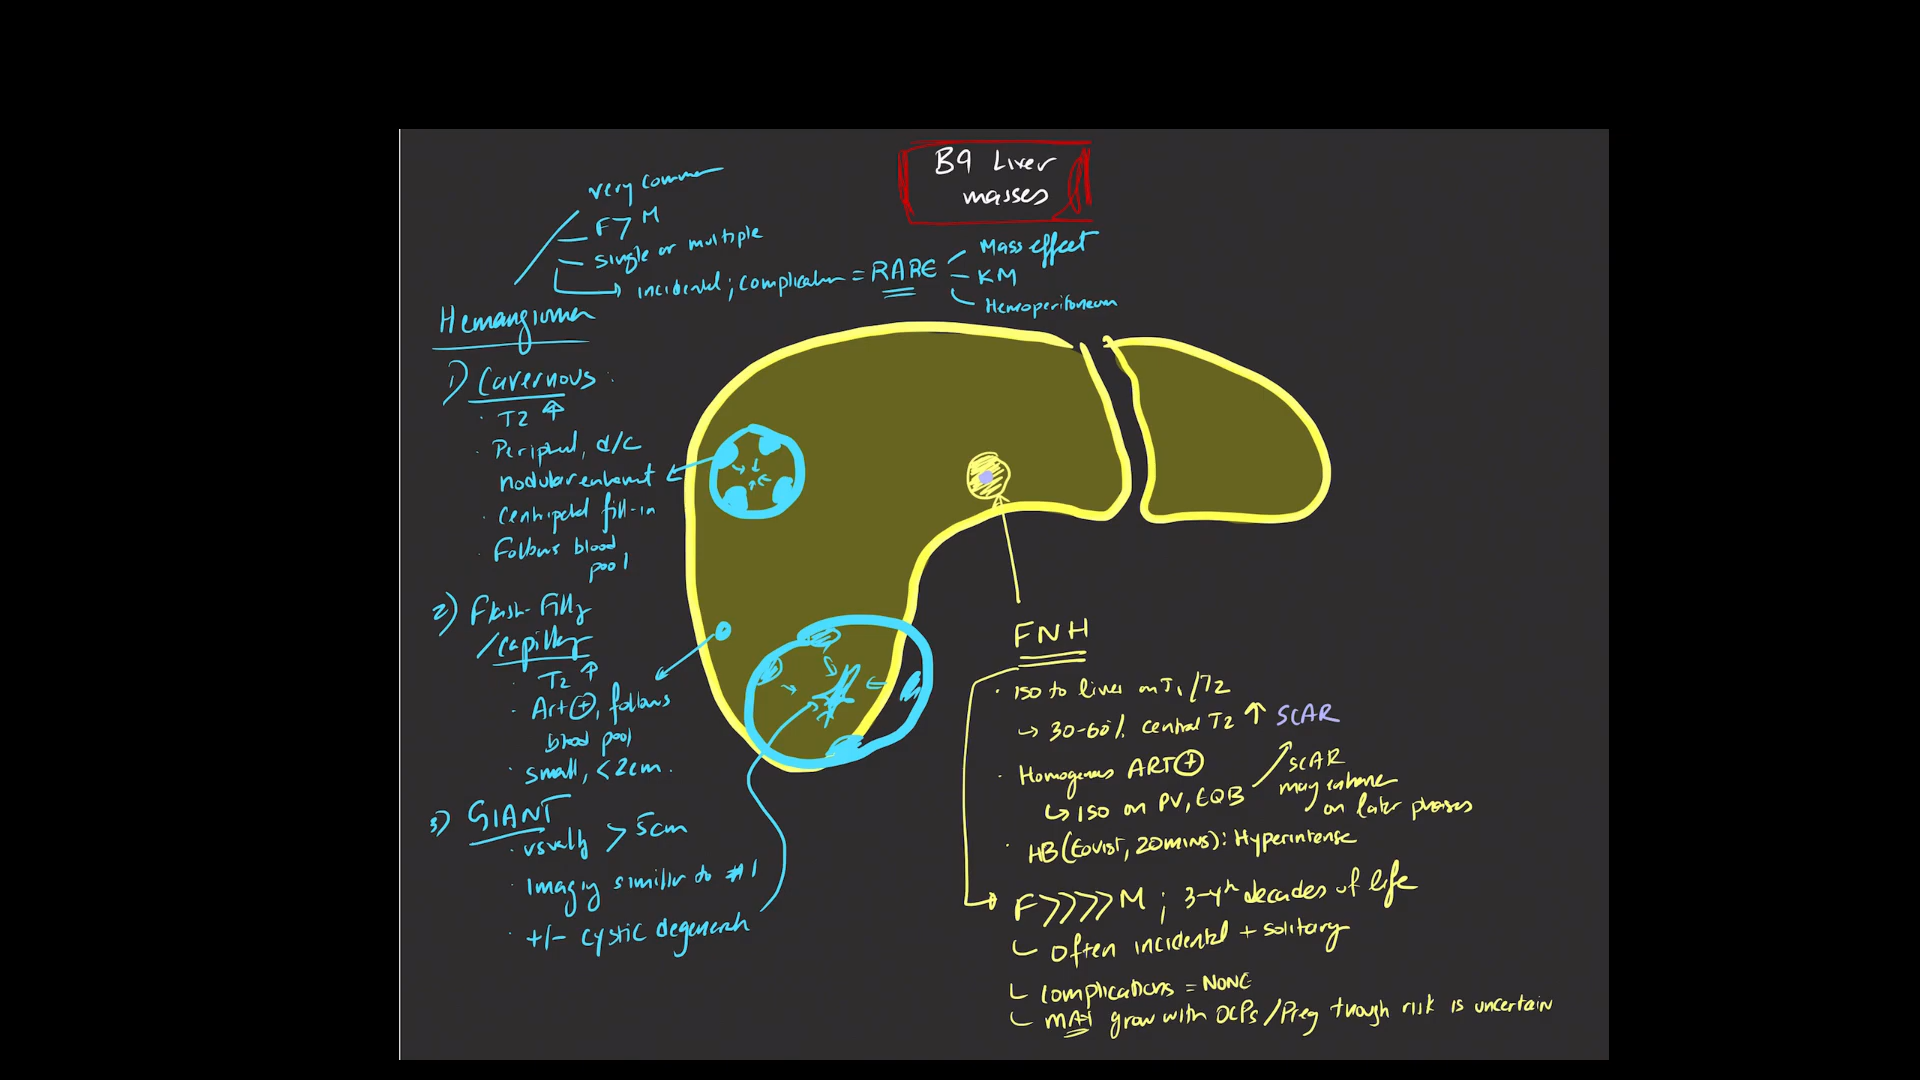 B9 Liver
masses
very common
F > M
single or multiple
incidental; complication = RARE
Mass effect
KM
Hemoperitoneum
Hemangioma
1) Cavernous:
· T2 ↑
· Peripheral, d/c
nodular enhancement
· Centripetal fill-in
· Follows blood
pool
2) Flash-filling
/capillary
· T2 ↑
· Art ⊕, follows
blood pool
· small, <2cm.
3) GIANT
· usually > 5cm
· Imaging similar to #1
· +/- cystic degenerat
FNH
· ISO to liver on T1/T2
↳ 30-60% central T2 ↑ SCAR
· Homogenous ART ⊕
↳ ISO on PV, EQB
SCAR
may enhance
on later phases
· HB (Eovist, 20mins): Hyperintense
F >>>> M ; 3-4th decades of life
Often incidental + solitary
Complications = NONE
MAY grow with OCPs/Preg though risk is uncertain